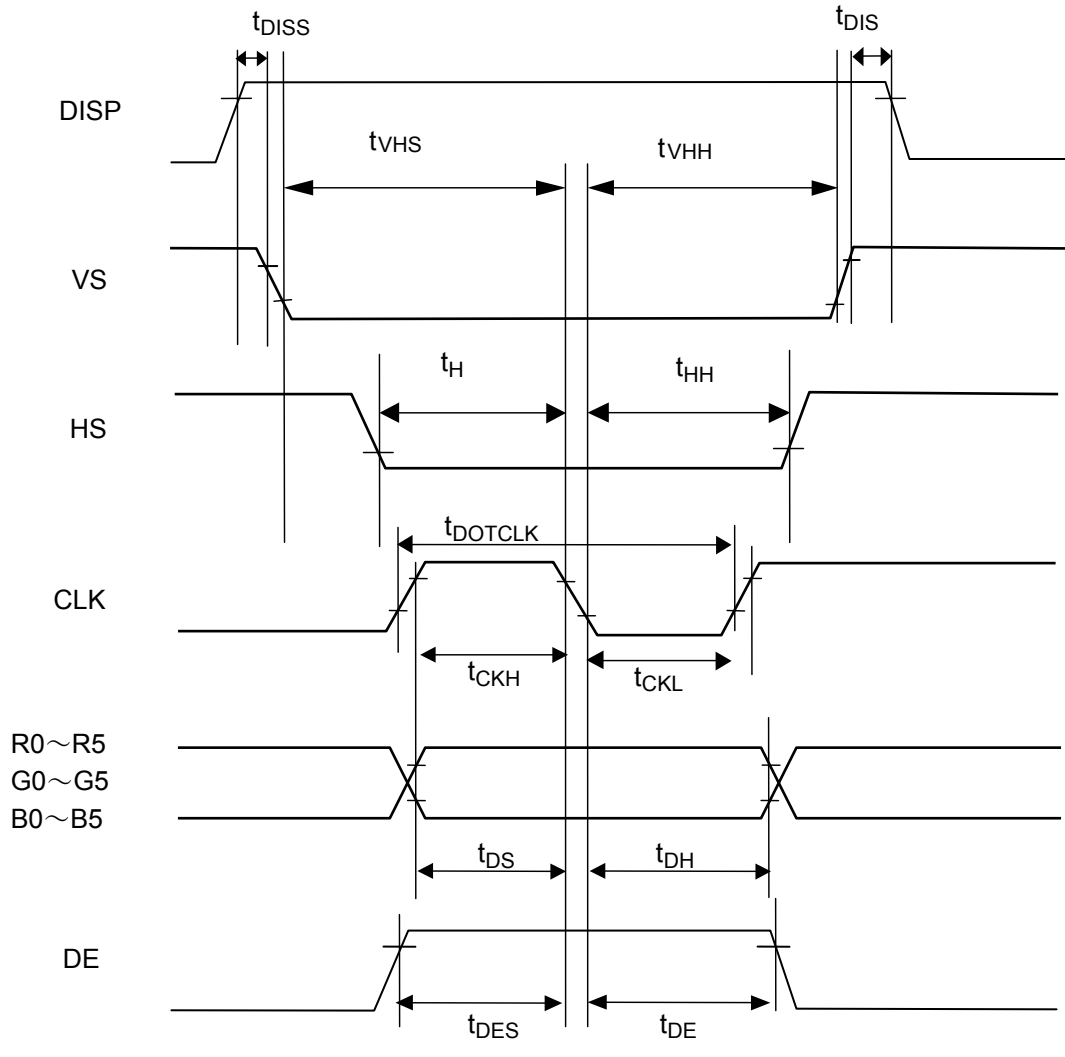 tDISS
tDIS
DISP
tVHS
tVHH
VS
tH
tHH
HS
tDOTCLK
CLK
tCKH
tCKL
R0～R5
G0～G5
B0～B5
tDS
tDH
DE
tDES
tDE